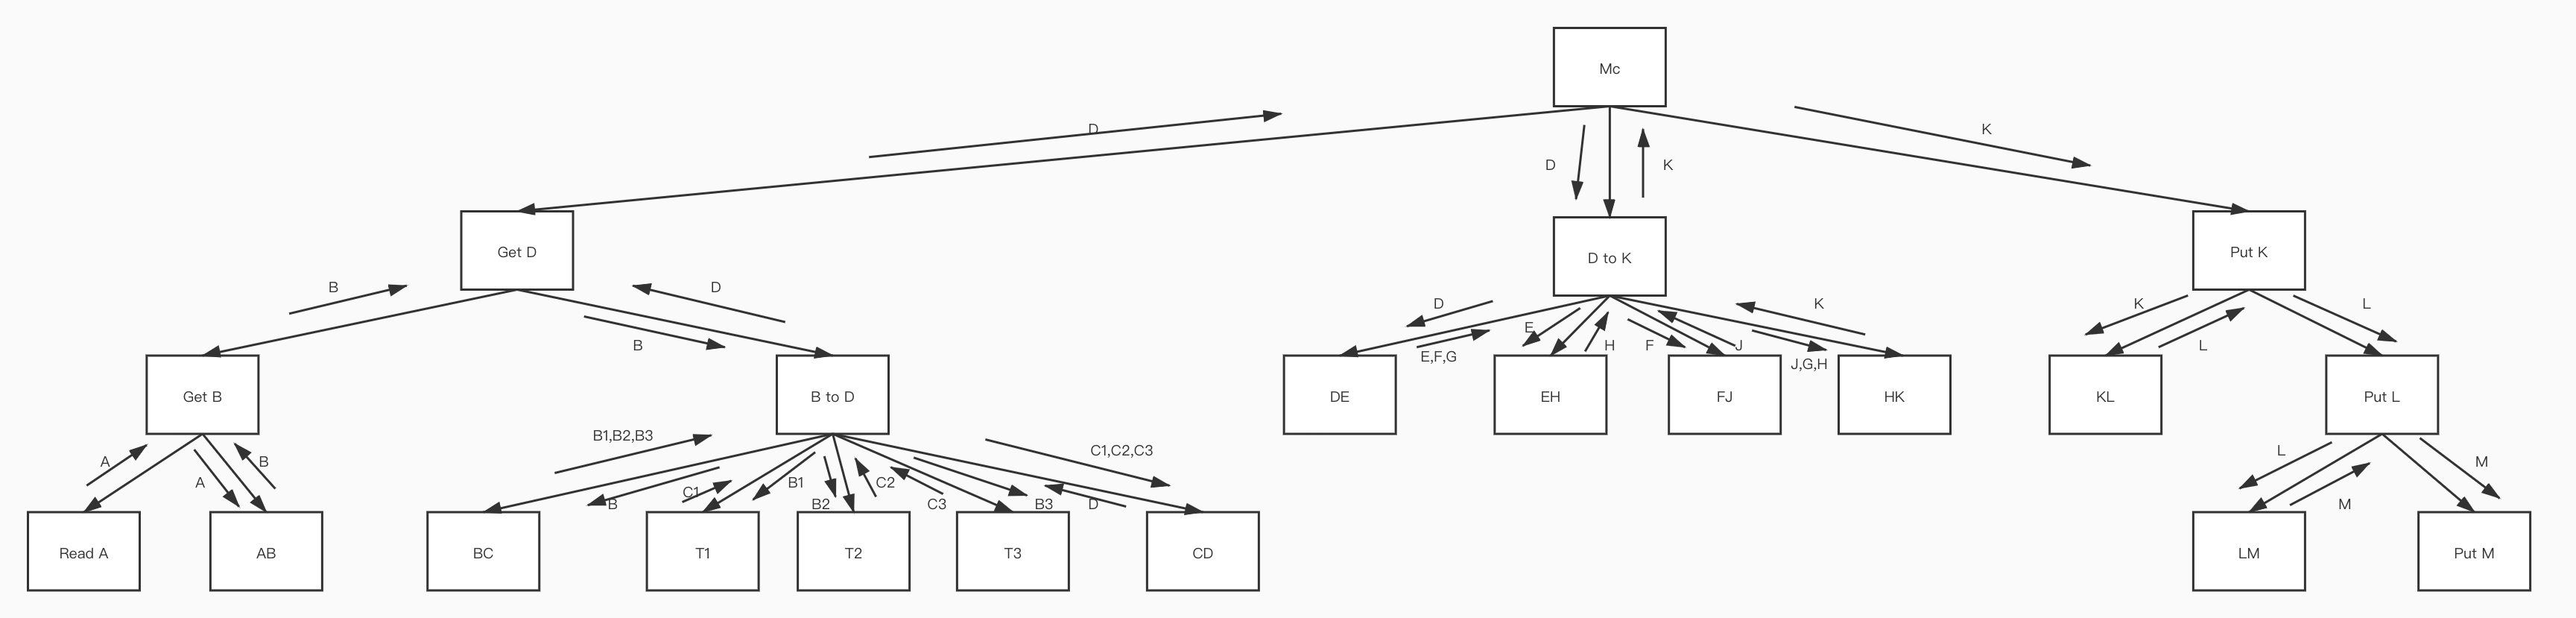 Mc
D
K
D
K
Get D
D to K
Put K
B
D
B
D
E,F,G
E
H
F
J
J,G,H
K
K
L
L
Get B
B to D
DE
EH
FJ
HK
KL
Put L
A
A
B
B1,B2,B3
B
C1
B1
B2
C2
C3
B3
D
C1,C2,C3
L
M
M
Read A
AB
BC
T1
T2
T3
CD
LM
Put M